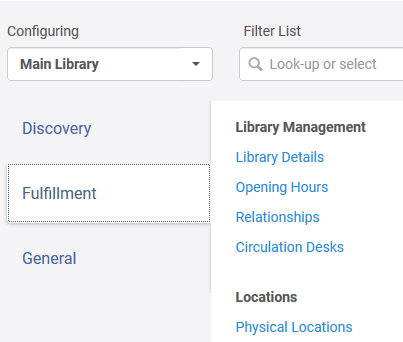 Configuring
Filter List
Main Library
Look-up or select
Discovery
Fulfillment
General
Library Management
Library Details
Opening Hours
Relationships
Circulation Desks
Locations
Physical Locations